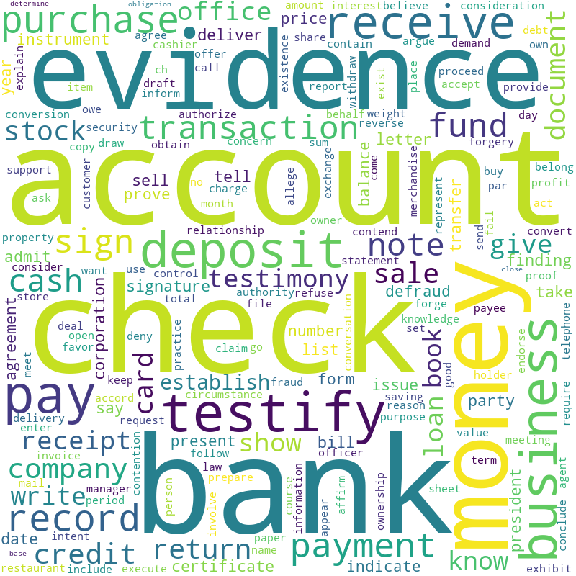 determine
obligation
purchase
office
receive
amount
interest
believe
consideration
cashier
agree
price
argue
demand
debt
instrument
deliver
offer
share
contain
own
year
explain
evidence
draft
call
existence
proceed
inform
report
place
accept
provide
withdraw
exist
item
document
conversion
owe
authorize
behalf
weight
day
stock
security
transaction
reverse
fund
forgery
copy
draw
obtain
concern
sum
exchange
letter
belong
support
customer
sell
tell
allege
balance
come
merchandise
represent
buy
par
profit
ask
charge
prove
month
account
owner
contend
transfer
fail
send
convert
act
relationship
property
sign
deposit
note
give
statement
close
admit
consider
want
use
control
testimony
sale
finding
store
cash
total
signature
authority
refuse
defraud
proof
take
file
forge
payee
agreement
deal
open
favor
meet
corporation
deny
practice
check
number
list
conversation
knowledge
set
good
endorse
telephone
claim
go
issue
book
holder
money
business
pay
card
keep
establish
fraud
form
saving
reason
purpose
loan
party
require
delivery
enter
accord
say
request
circumstance
testify
value
meeting
receipt
invoice
contention
present
follow
show
bill
officer
term
company
mail
manager
period
person
law
information
ownership
sheet
president
conclude
agent
write
record
bank
prepare
involve
course
appear
affirm
know
date
intent
credit
return
paper
name
payment
indicate
base
restaurant
include
execute
certificate
exhibit